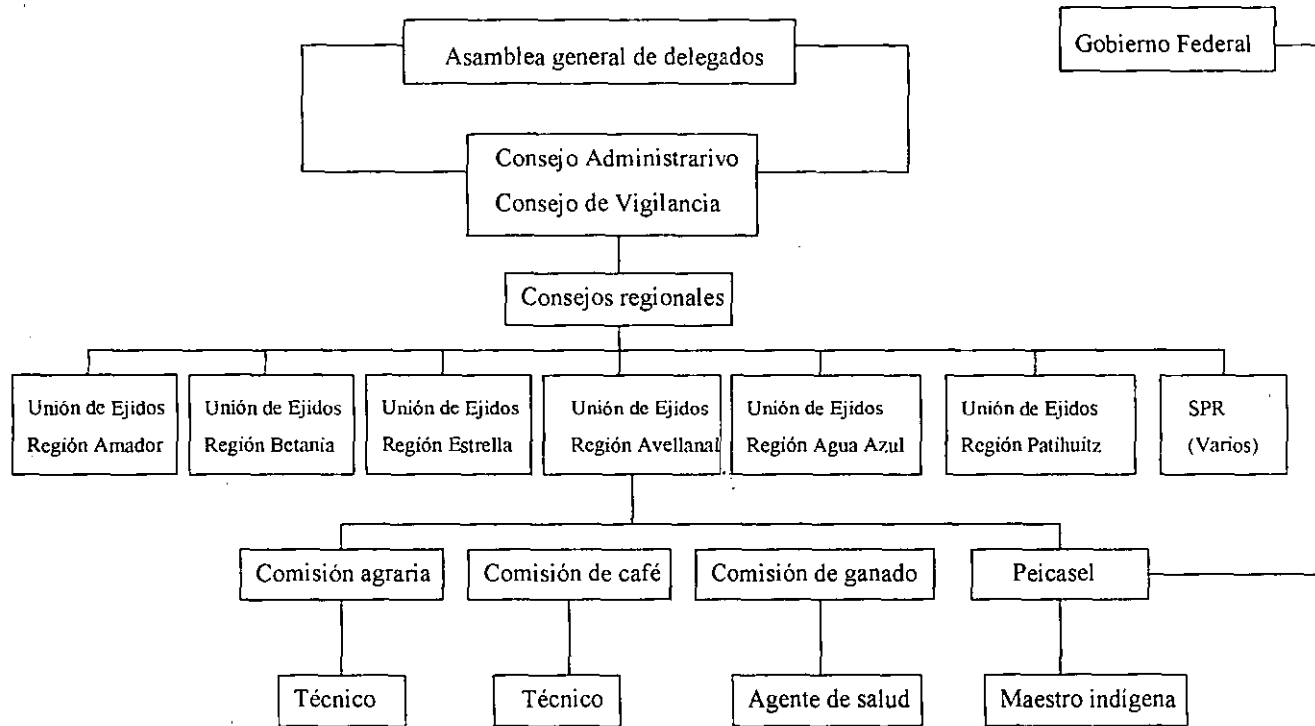 Asamblea general de delegados
Gobierno Federal
Consejo Administrarivo
Consejo de Vigilancia
Consejos regionales
Unión de Ejidos
Región Amador
Unión de Ejidos
Región Betania
Unión de Ejidos
Región Estrella
Unión de Ejidos
Región Avellanal
Unión de Ejidos
Región Agua Azul
Unión de Ejidos
Región Patihuitz
SPR
(Varios)
Comisión agraria
Comisión de café
Comisión de ganado
Peicasel
Técnico
Técnico
Agente de salud
Maestro indígena